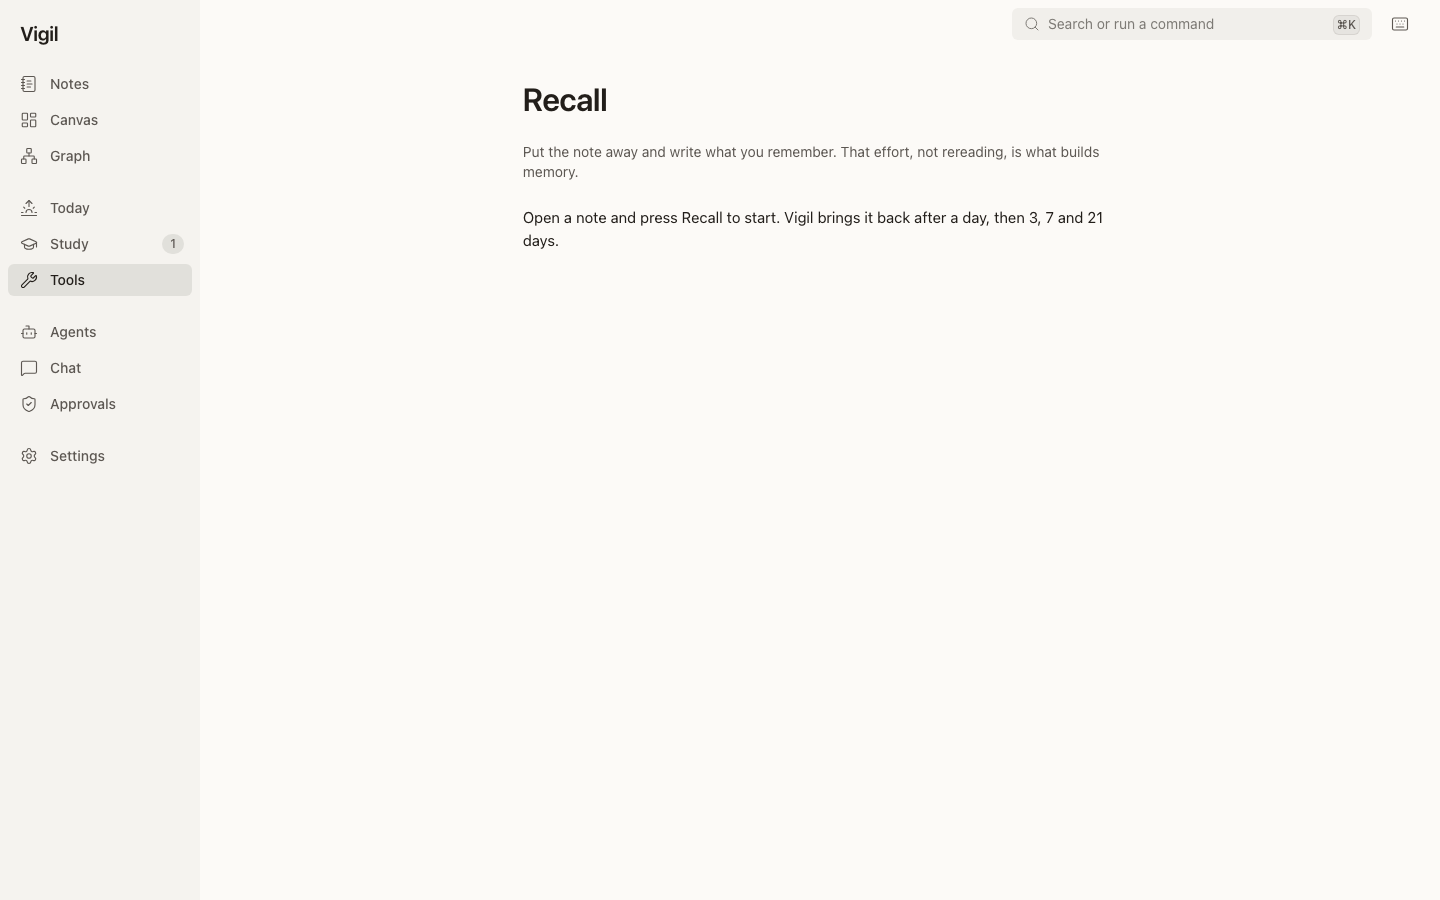 Vigil
Search or run a command
⌘K
Notes
Canvas
Graph
Today
Study
1
Tools
Agents
Chat
Approvals
Settings
Recall
Put the note away and write what you remember. That effort, not rereading, is what builds
memory.
Open a note and press Recall to start. Vigil brings it back after a day, then 3, 7 and 21
days.